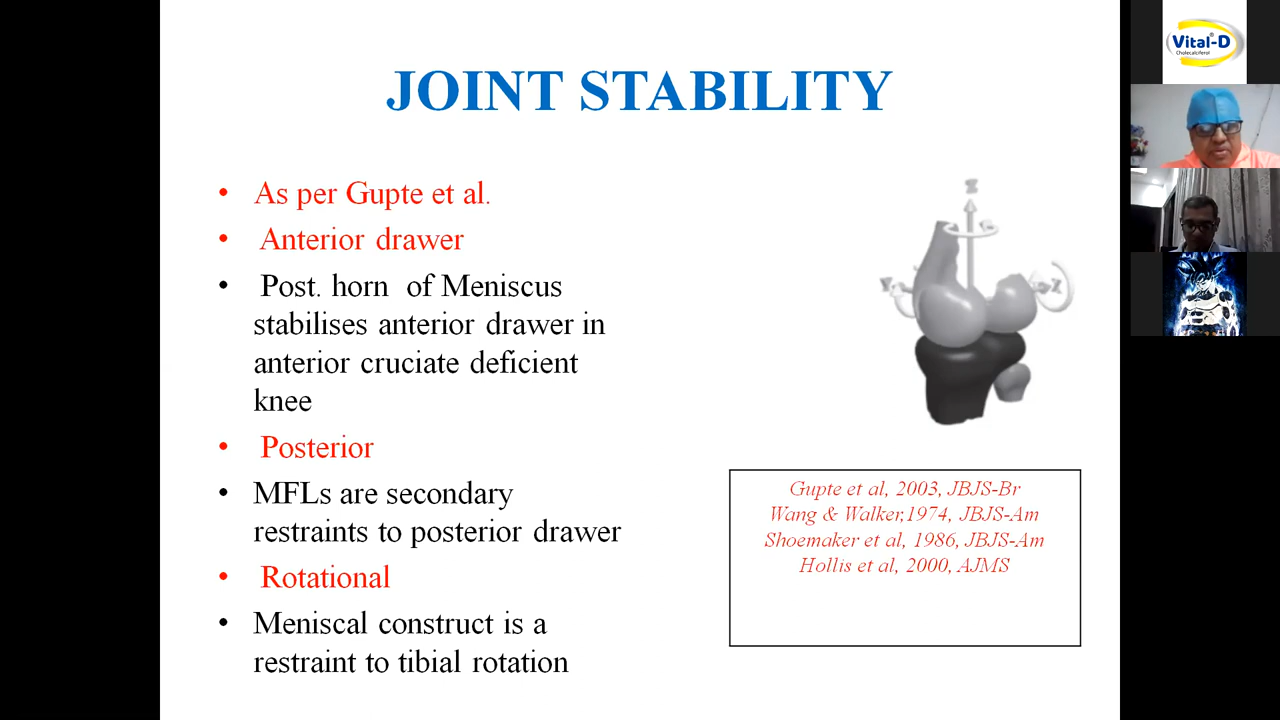 JOINT STABILITY
• As per Gupte et al.
• Anterior drawer
• Post. horn of Meniscus
stabilises anterior drawer in
anterior cruciate deficient
knee
• Posterior
• MFLs are secondary
restraints to posterior drawer
• Rotational
• Meniscal construct is a
restraint to tibial rotation
Gupte et al, 2003, JBJS-Br
Wang & Walker,1974, JBJS-Am
Shoemaker et al, 1986, JBJS-Am
Hollis et al, 2000, AJMS
Vital®-D
Cholecalciferol